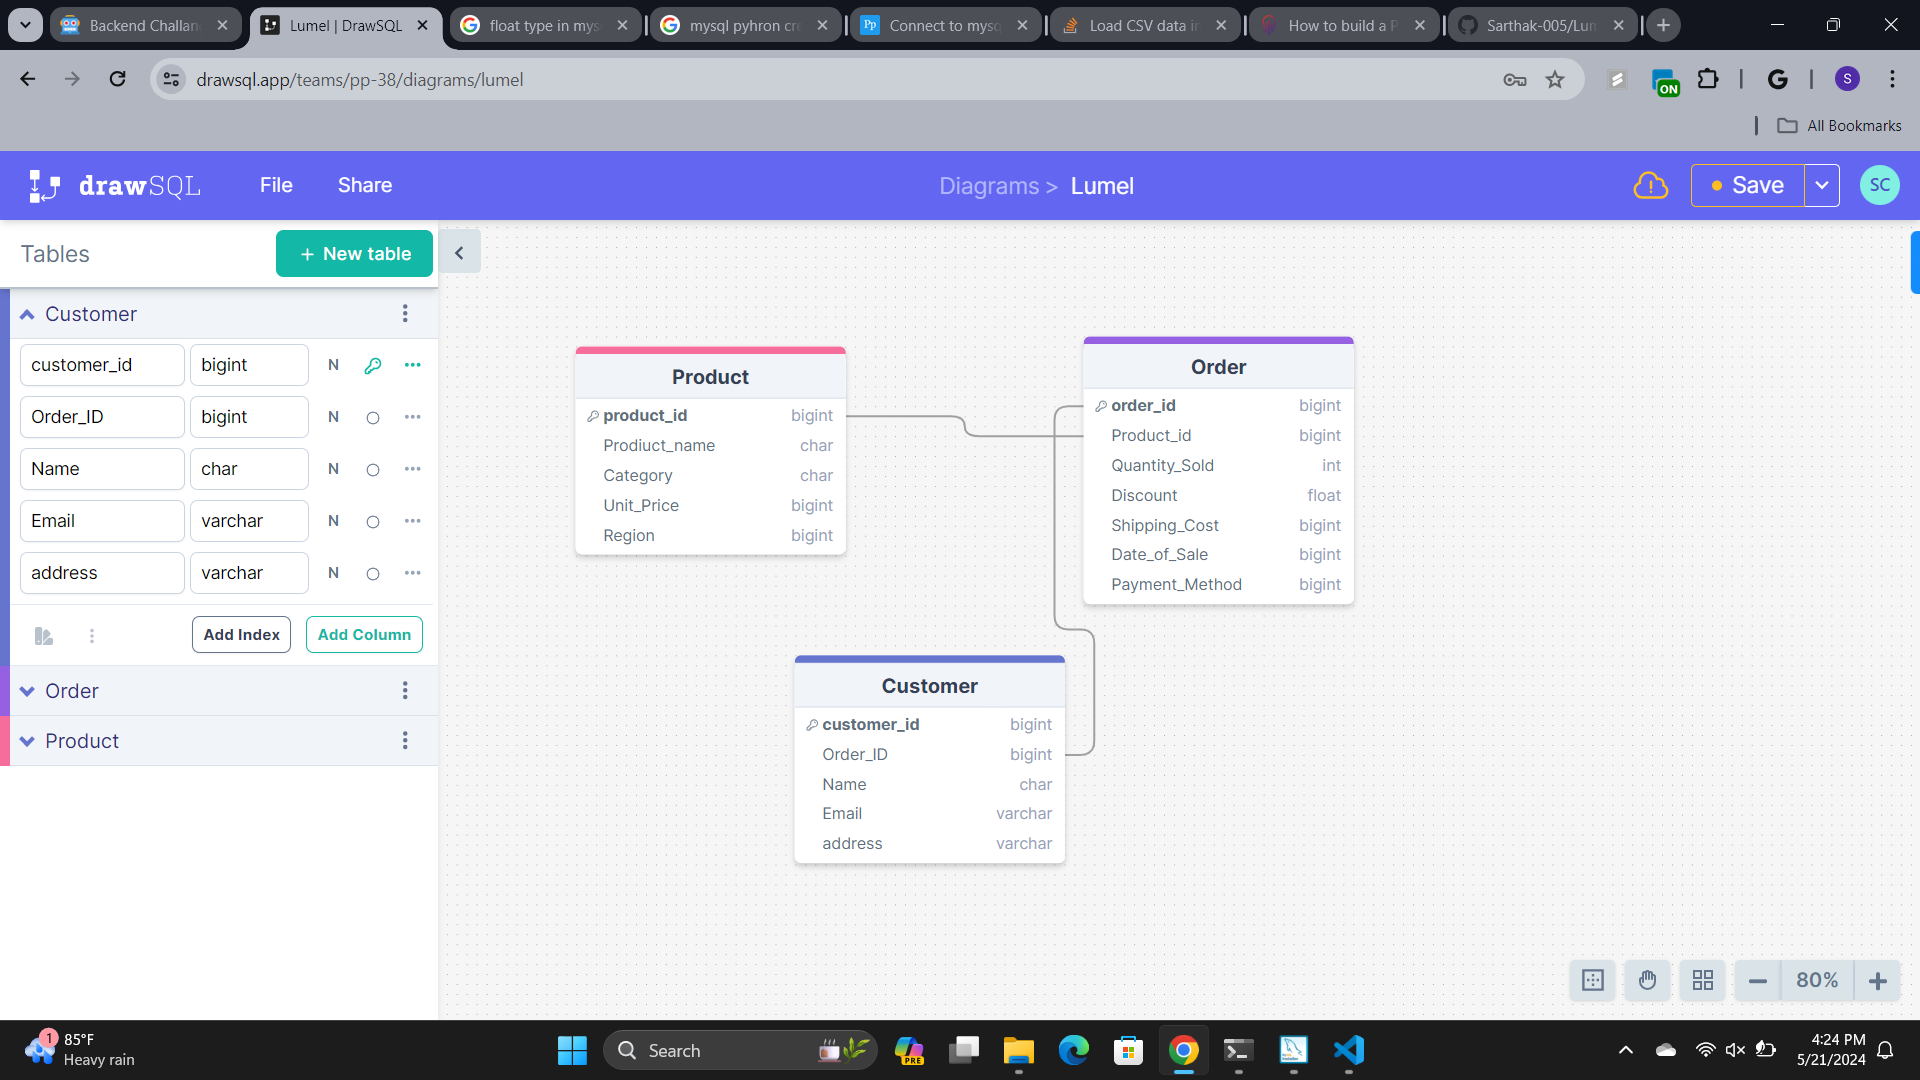 Backend Challan
Lumel | DrawSQL
float type in mys
mysql pyhron cre
Pp
Connect to mysq
Load CSV data in
How to build a P
Sarthak-005/Lum
drawsql.app/teams/pp-38/diagrams/lumel
ON
G
S
All Bookmarks
drawSQL
File
Share
Diagrams > Lumel
Save
SC
Tables
+ New table
Customer
customer_id bigint N
Order_ID bigint N
Name char N
Email varchar N
address varchar N
Add Index
Add Column
Order
Product
Product
product_id bigint
Prodiuct_name char
Category char
Unit_Price bigint
Region bigint
Order
order_id bigint
Product_id bigint
Quantity_Sold int
Discount float
Shipping_Cost bigint
Date_of_Sale bigint
Payment_Method bigint
Customer
customer_id bigint
Order_ID bigint
Name char
Email varchar
address varchar
80%
1
85°F
Heavy rain
Search
PRE
4:24 PM
5/21/2024